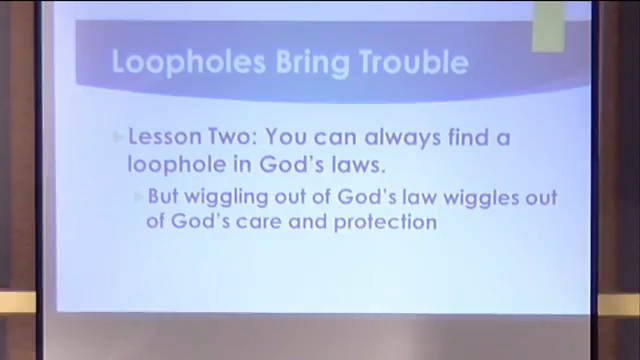 Loopholes Bring Trouble
Lesson Two: You can always find a
loophole in God's laws.
But wiggling out of God's law wiggles out
of God's care and protection